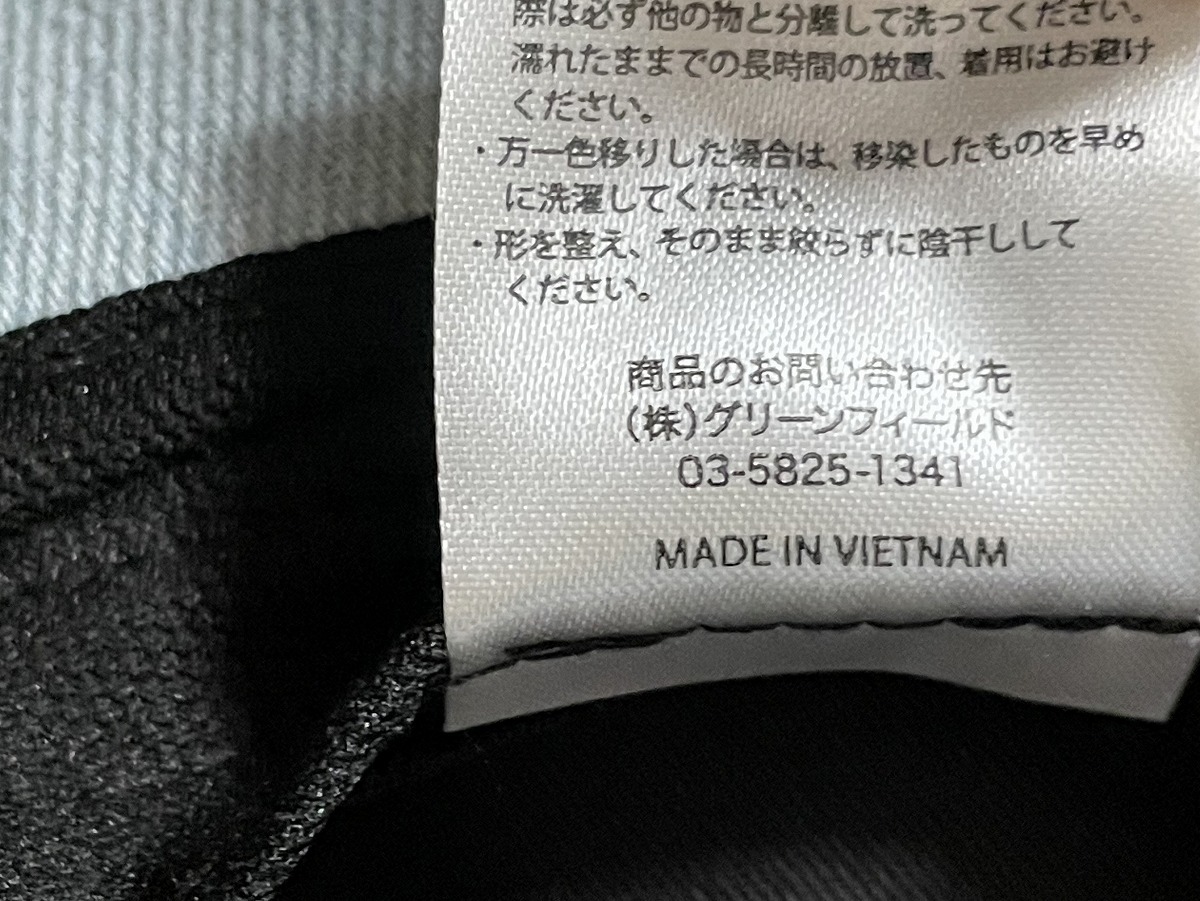 際は必ず他の物と分離して洗ってください。
濡れたままでの長時間の放置、着用はお避け
ください。
・万一色移りした場合は、移染したものを早め
に洗濯してください。
・形を整え、そのまま絞らずに陰干しして
ください。
商品のお問い合わせ先
(株)グリーンフィールド
03-5825-1341
MADE IN VIETNAM